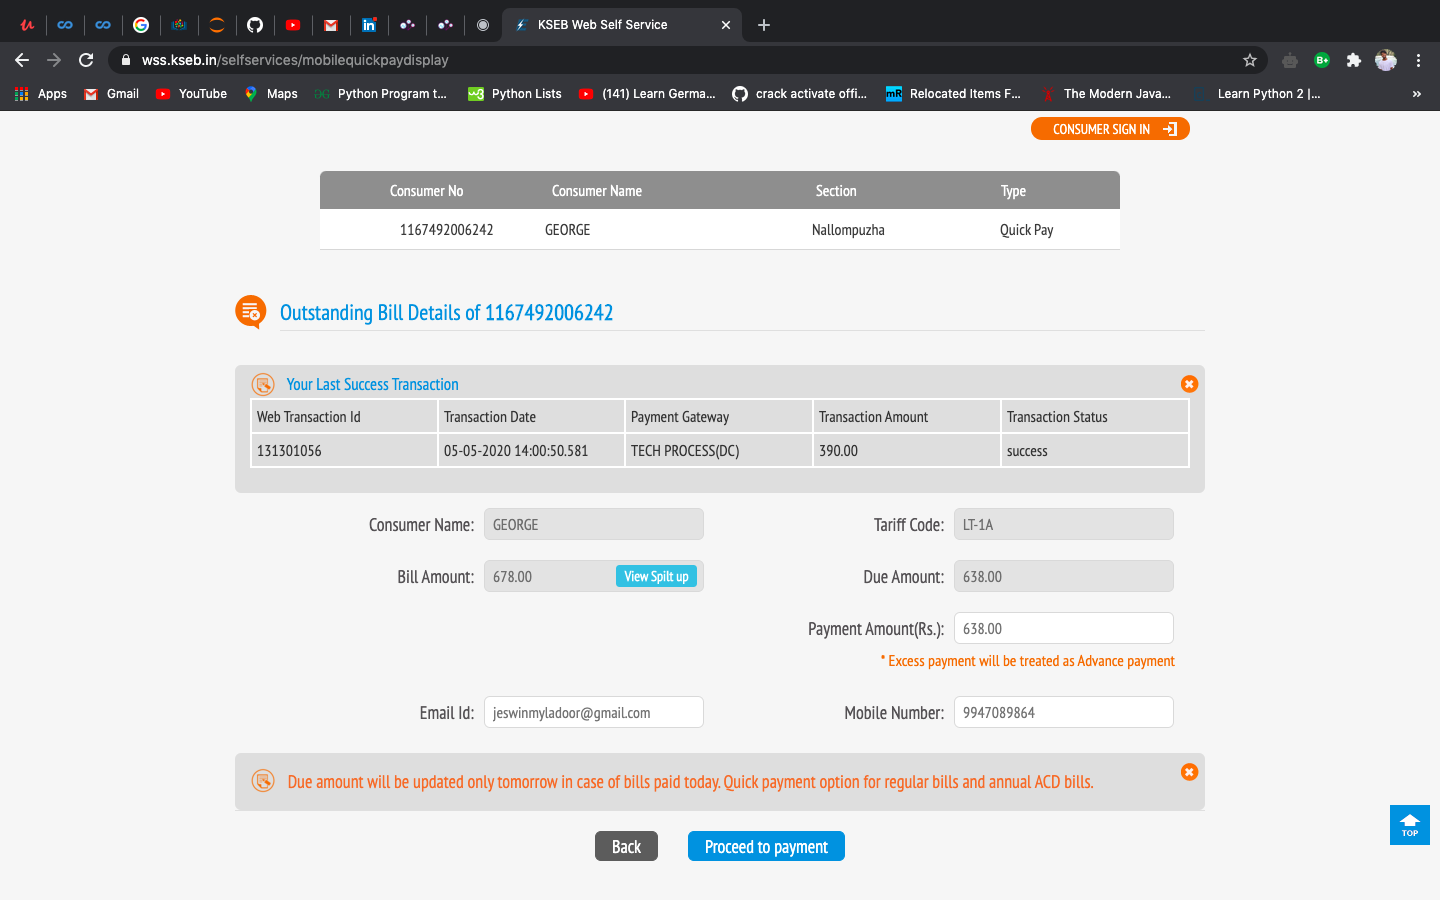 KSEB Web Self Service
wss.kseb.in/selfservices/mobilequickpaydisplay
Apps Gmail YouTube Maps Python Program t... Python Lists (141) Learn Germa... crack activate offi... Relocated Items F... The Modern Java... Learn Python 2 |... »
CONSUMER SIGN IN
Consumer No Consumer Name Section Type
1167492006242 GEORGE Nallompuzha Quick Pay
Outstanding Bill Details of 1167492006242
Your Last Success Transaction
Web Transaction Id Transaction Date Payment Gateway Transaction Amount Transaction Status
131301056 05-05-2020 14:00:50.581 TECH PROCESS(DC) 390.00 success
Consumer Name: GEORGE Tariff Code: LT-1A
Bill Amount: 678.00 View Spilt up Due Amount: 638.00
Payment Amount(Rs.): 638.00
* Excess payment will be treated as Advance payment
Email Id: jeswinmyladoor@gmail.com Mobile Number: 9947089864
Due amount will be updated only tomorrow in case of bills paid today. Quick payment option for regular bills and annual ACD bills.
TOP
Back Proceed to payment